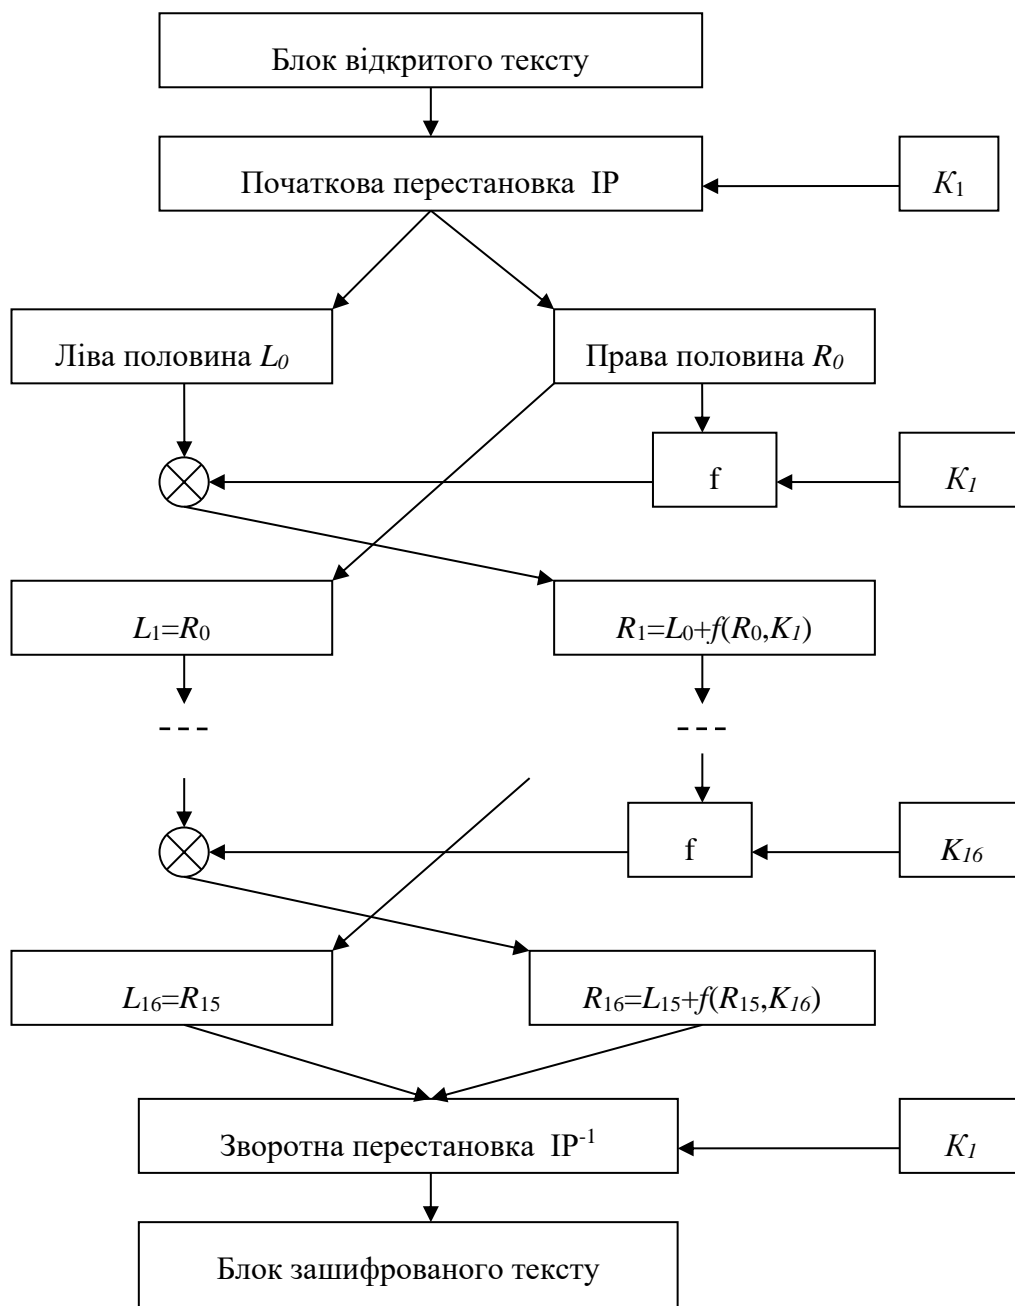 Блок відкритого тексту
Початкова перестановка IP
K₁
Ліва половина L₀
Права половина R₀
f
K₁
L₁=R₀
R₁=L₀+f(R₀,K₁)
---
---
f
K₁₆
L₁₆=R₁₅
R₁₆=L₁₅+f(R₁₅,K₁₆)
Зворотна перестановка IP⁻¹
K₁
Блок зашифрованого тексту